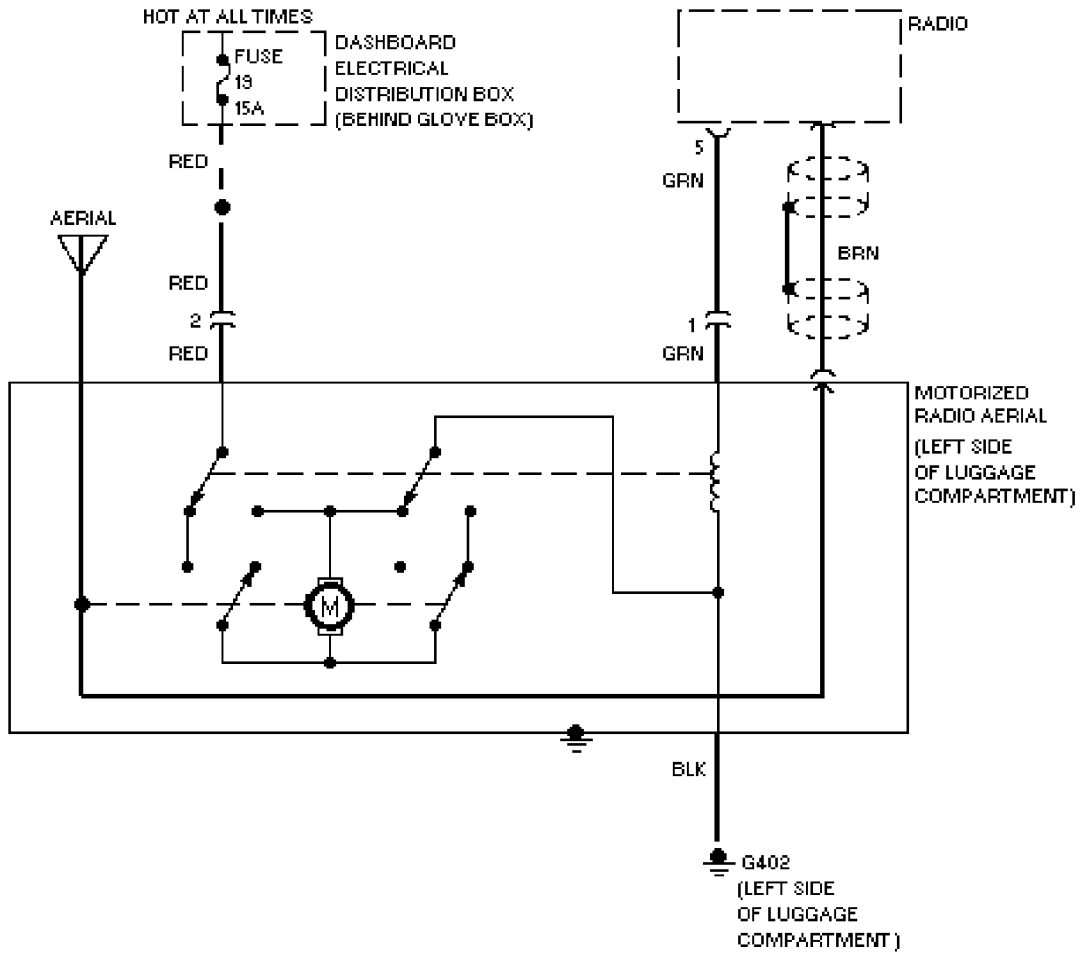 HOT AT ALL TIMES
FUSE
19
15A
DASHBOARD
ELECTRICAL
DISTRIBUTION BOX
(BEHIND GLOVE BOX)
RADIO
RED
5
GRN
AERIAL
BRN
RED
2
1
RED
GRN
MOTORIZED
RADIO AERIAL
(LEFT SIDE
OF LUGGAGE
COMPARTMENT)
M
BLK
G402
(LEFT SIDE
OF LUGGAGE
COMPARTMENT)